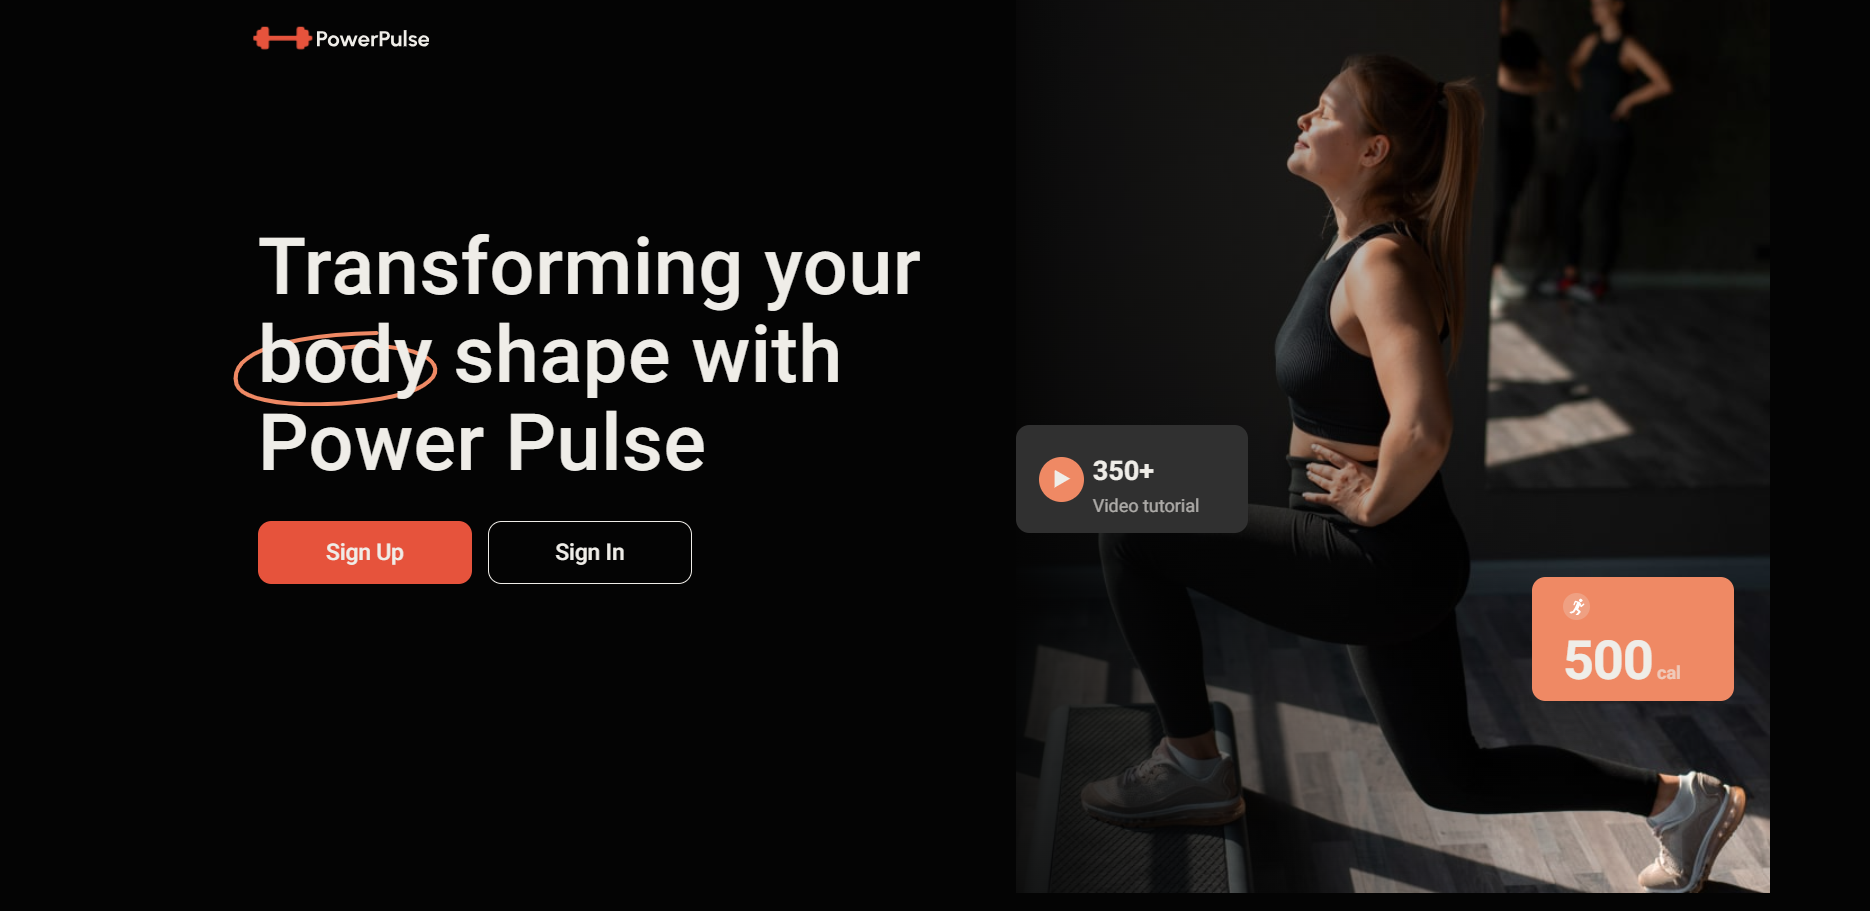 PowerPulse
Transforming your
body shape with
Power Pulse
Sign Up
Sign In
350+
Video tutorial
500 cal